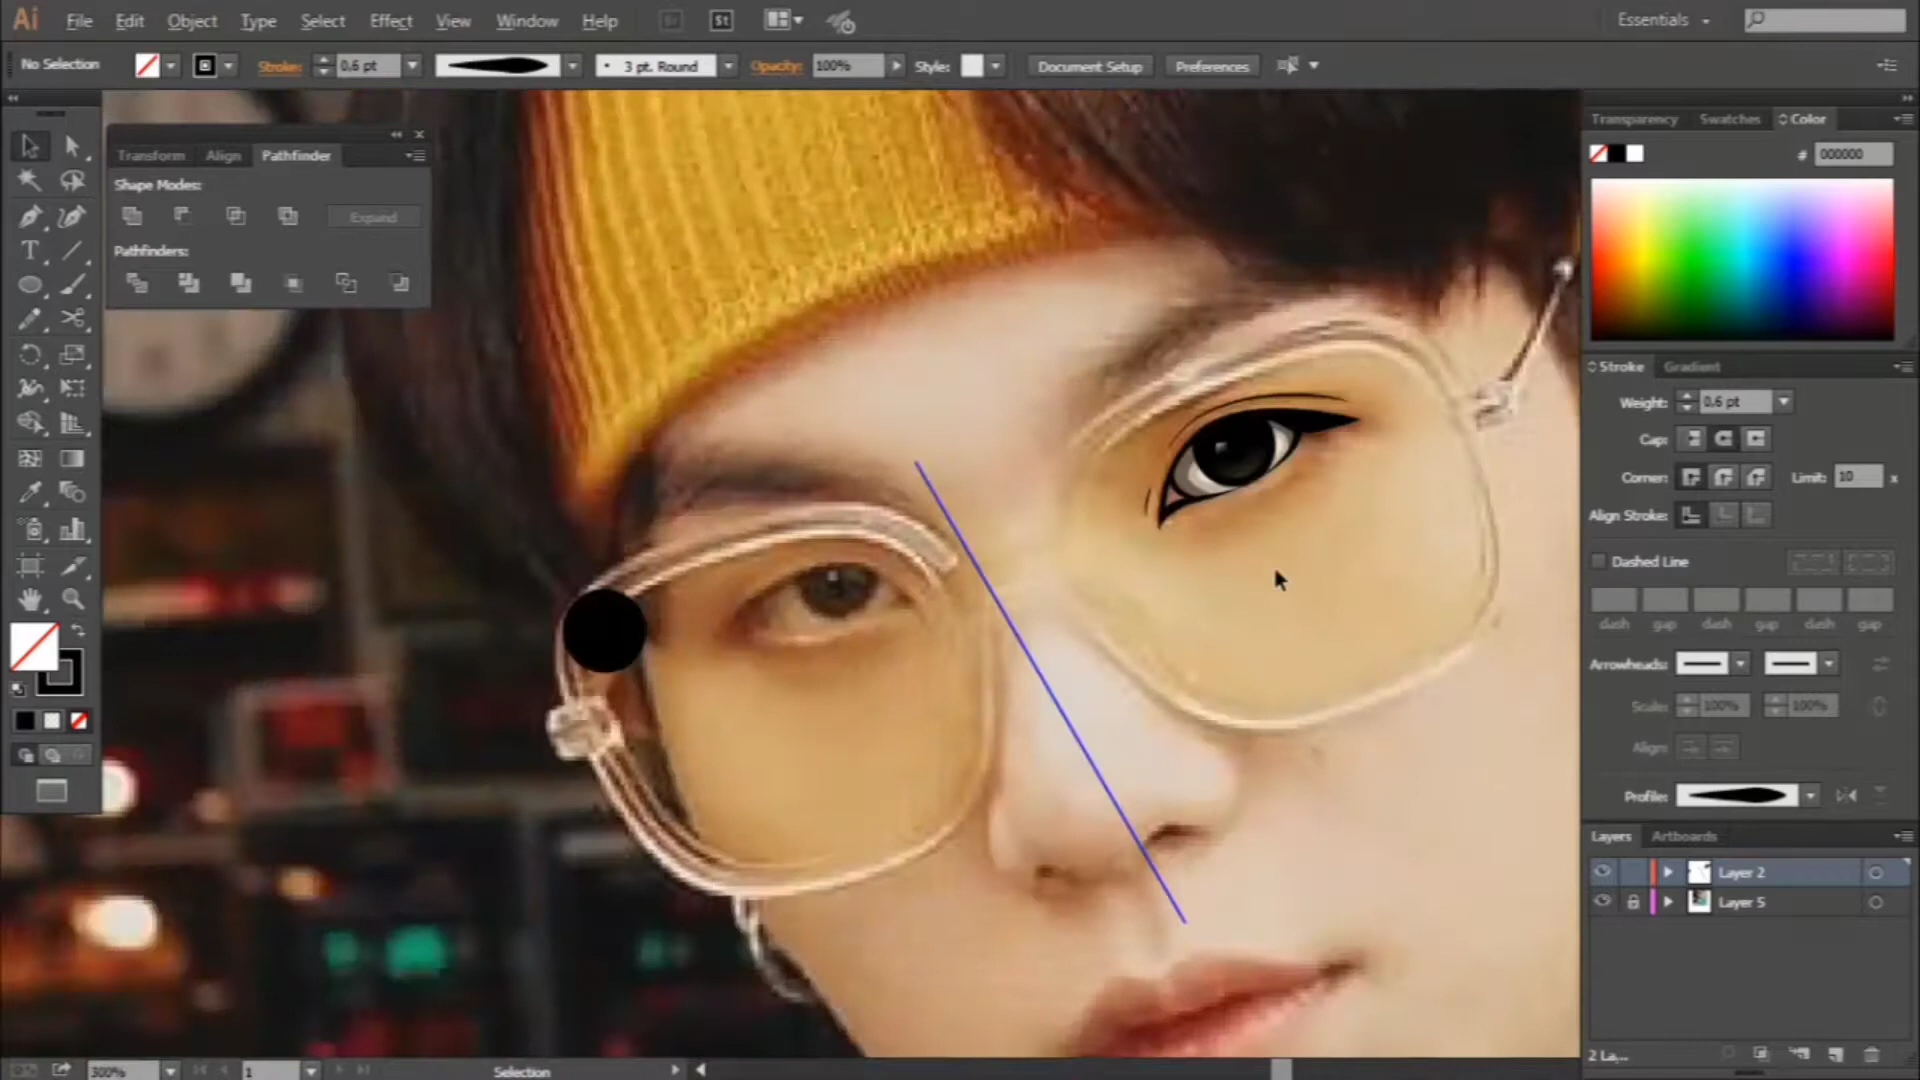 Ai File Edit Object Type Select Effect View Window Help St Essentials
No Selection Stroke: 0.6 pt 3 pt. Round Opacity: 100% Style: Document Setup Preferences
Transform Align Pathfinder
Shape Modes:
Expand
Pathfinders:
Transparency Swatches Color
# 000000
Stroke Gradient
Weight: 0.6 pt
Cap:
Corner: Limit: 10 x
Align Stroke:
Dashed Line
dash gap dash gap dash gap
Arrowheads:
Scale: 100% 100%
Align:
Profile:
Layers Artboards
Layer 2
Layer 5
2 La...
300% 1 Selection